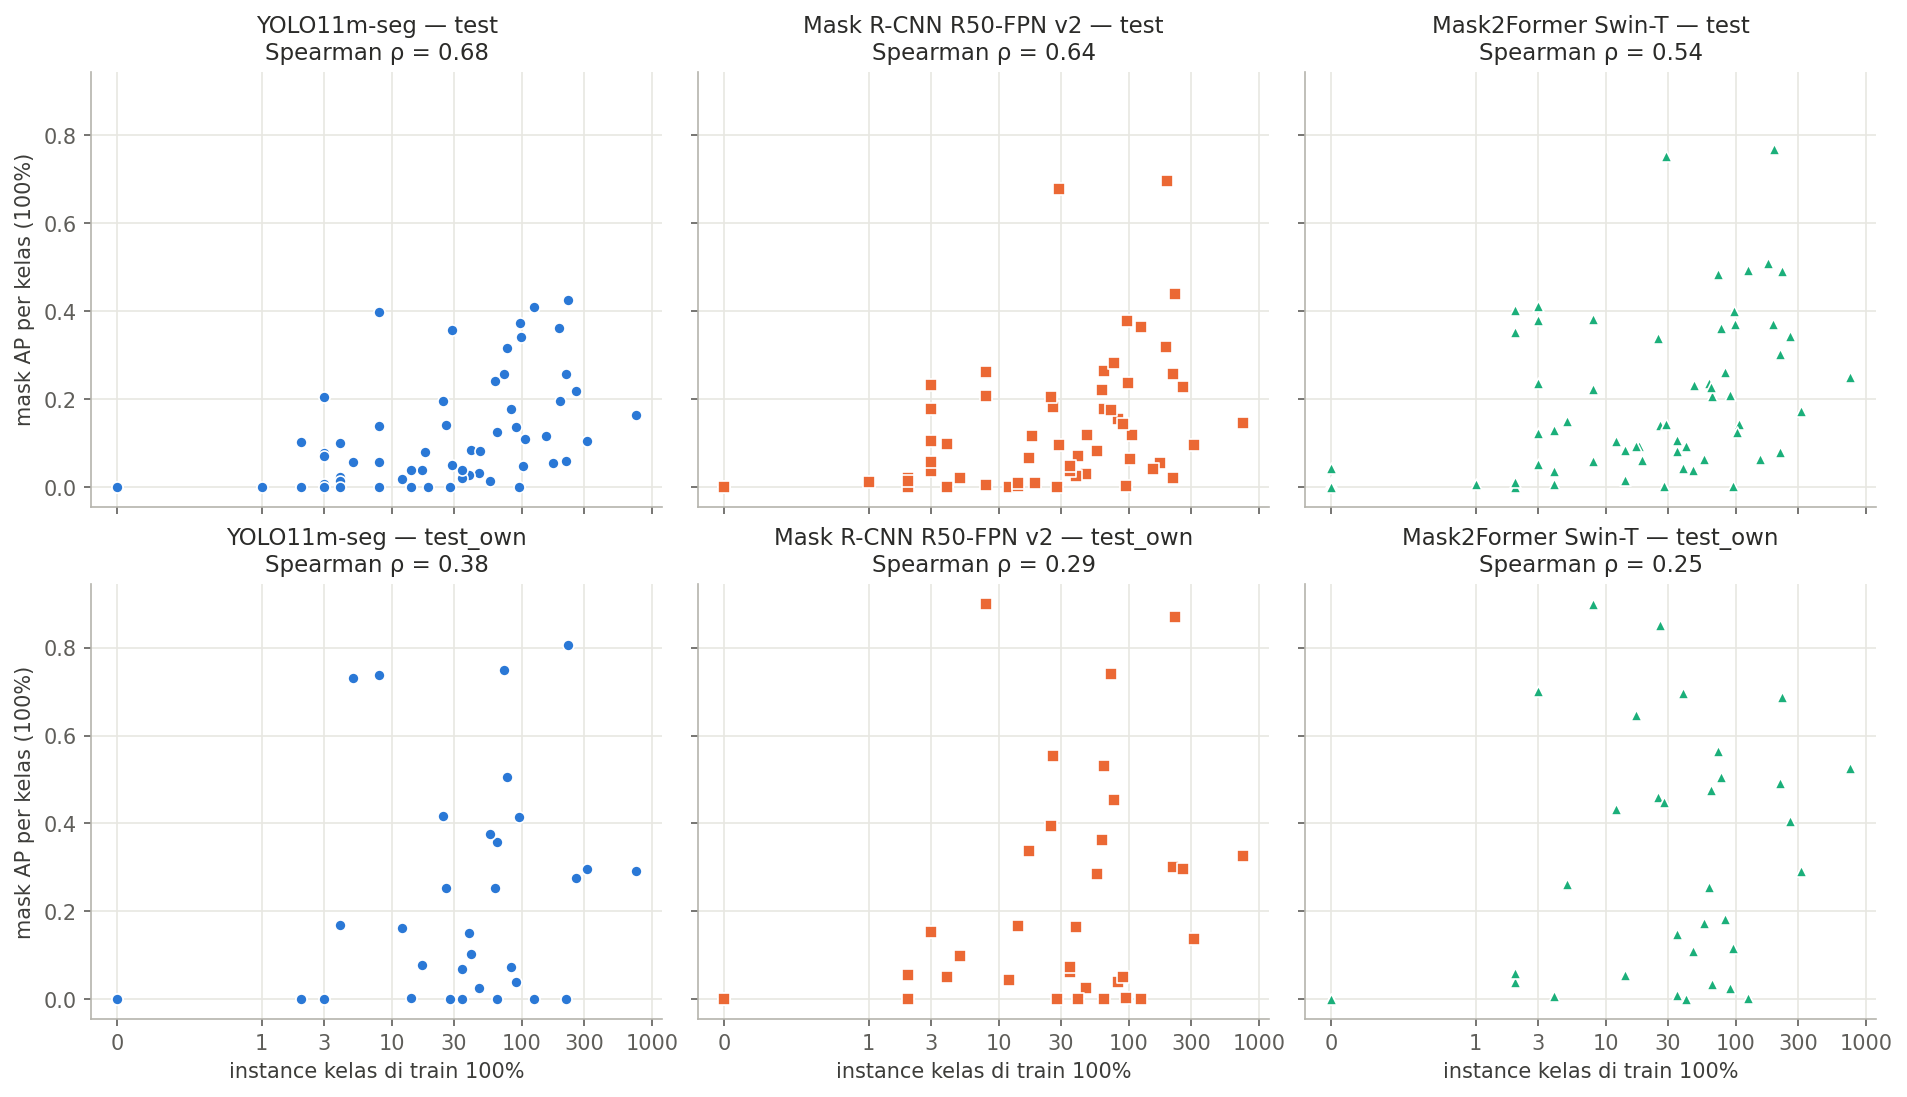 YOLO11m-seg — test
Spearman ρ = 0.68
Mask R-CNN R50-FPN v2 — test
Spearman ρ = 0.64
Mask2Former Swin-T — test
Spearman ρ = 0.54
mask AP per kelas (100%)
0.8
0.6
0.4
0.2
0.0
YOLO11m-seg — test_own
Spearman ρ = 0.38
Mask R-CNN R50-FPN v2 — test_own
Spearman ρ = 0.29
Mask2Former Swin-T — test_own
Spearman ρ = 0.25
mask AP per kelas (100%)
0.8
0.6
0.4
0.2
0.0
0 1 3 10 30 100 300 1000
instance kelas di train 100%
0 1 3 10 30 100 300 1000
instance kelas di train 100%
0 1 3 10 30 100 300 1000
instance kelas di train 100%